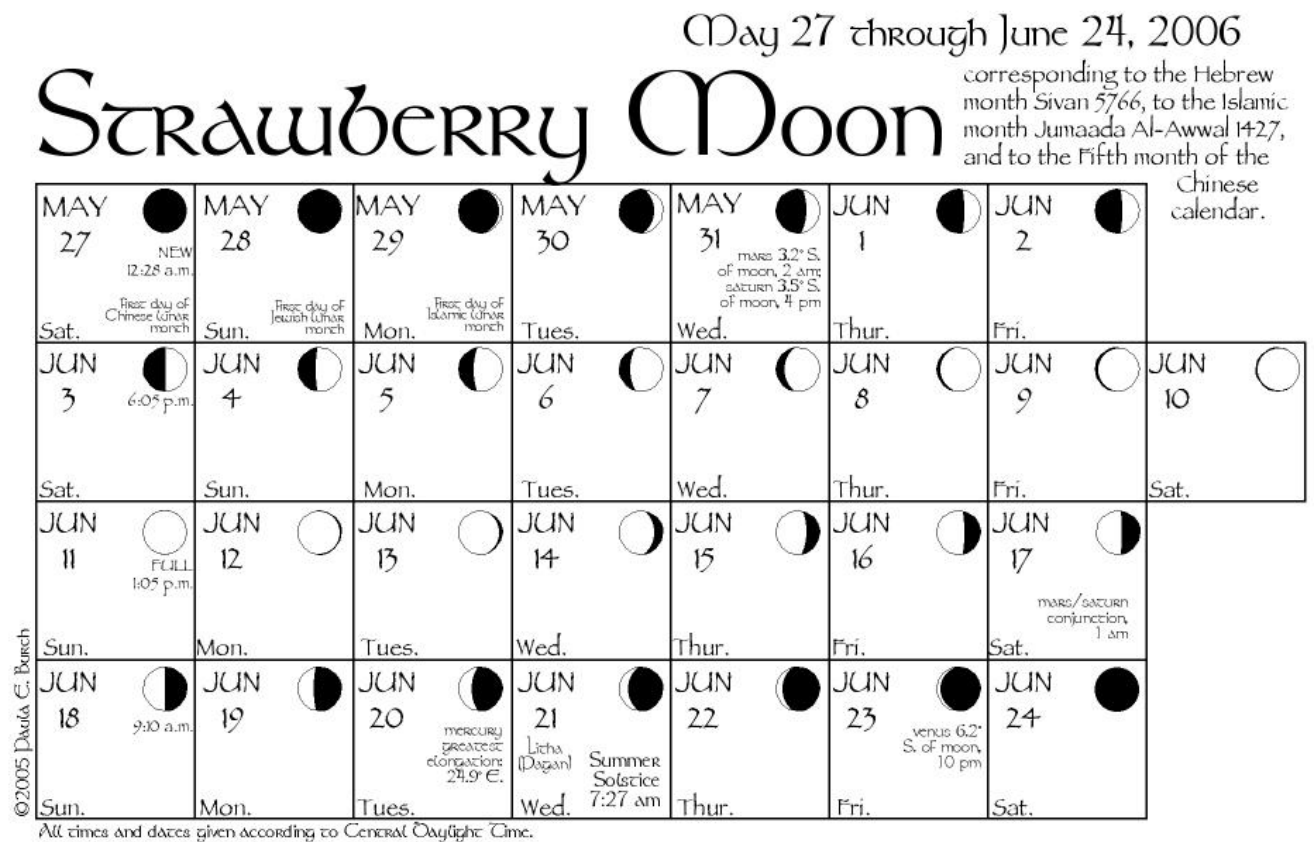 May 27 through June 24, 2006
Strawberry Moon
corresponding to the Hebrew
month Sivan 5766, to the Islamic
month Jumaada Al-Awwal 1427,
and to the Fifth month of the
Chinese
calendar.
MAY
27
NEW
12:28 a.m.
First day of
Chinese lunar
month
Sat.
MAY
28
First day of
Jewish lunar
month
Sun.
MAY
29
First day of
Islamic lunar
month
Mon.
MAY
30
Tues.
MAY
31
mars 3.2° S.
of moon, 2 am;
saturn 3.5° S.
of moon, 4 pm
Wed.
JUN
1
Thur.
JUN
2
Fri.
JUN
3
6:05 p.m.
Sat.
JUN
4
Sun.
JUN
5
Mon.
JUN
6
Tues.
JUN
7
Wed.
JUN
8
Thur.
JUN
9
Fri.
JUN
10
Sat.
JUN
11
FULL
1:05 p.m.
Sun.
JUN
12
Mon.
JUN
13
Tues.
JUN
14
Wed.
JUN
15
Thur.
JUN
16
Fri.
JUN
17
mars/saturn
conjunction,
1 am
Sat.
JUN
18
9:10 a.m.
Sun.
JUN
19
Mon.
JUN
20
mercury
greatest
elongation:
24.9° E.
Tues.
JUN
21
Litha
(Pagan)
Summer
Solstice
7:27 am
Wed.
JUN
22
Thur.
JUN
23
venus 6.2°
S. of moon,
10 pm
Fri.
JUN
24
Sat.
©2005 Paula E. Burch
All times and dates given according to Central Daylight Time.